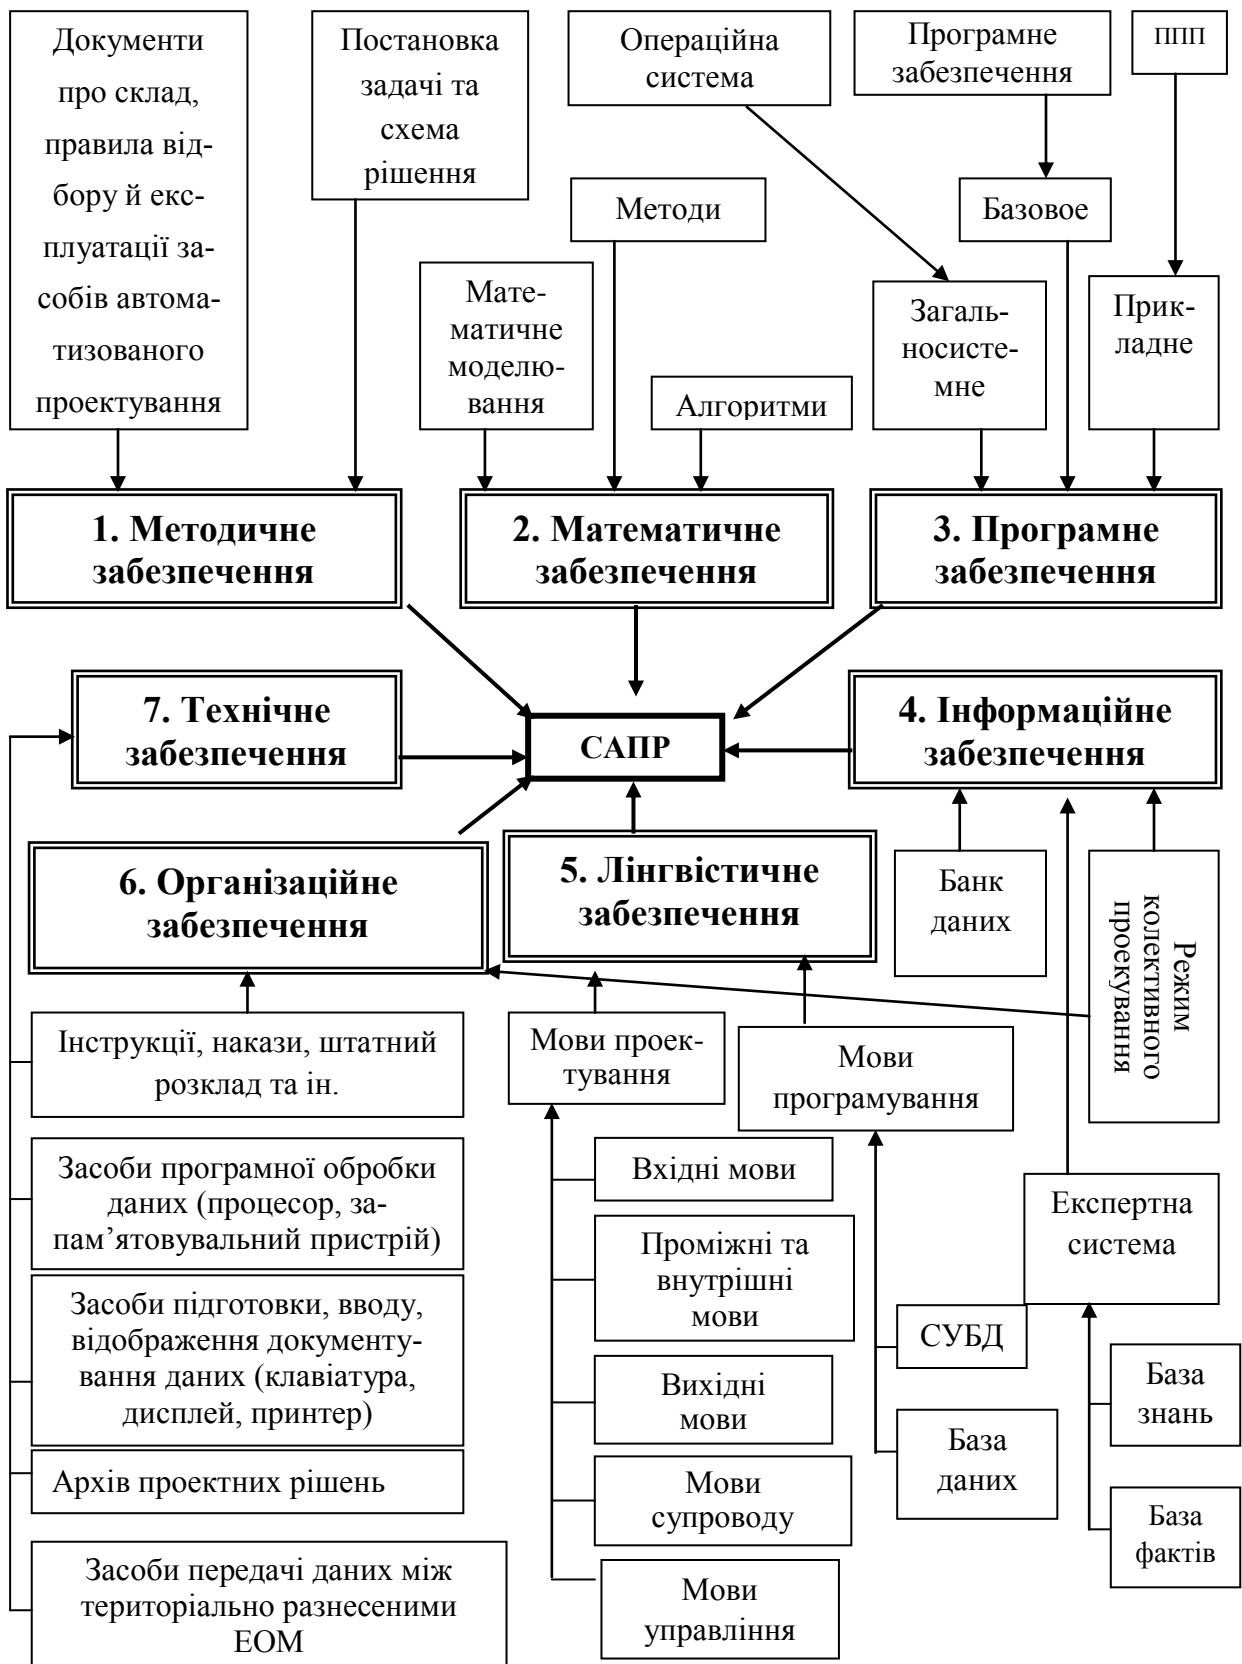 Документи
про склад,
правила від-
бору й екс-
плуатації за-
собів автома-
тизованого
проектування
Постановка
задачі та
схема
рішення
Операційна
система
Програмне
забезпечення
ППП
Методи
Базовое
Мате-
матичне
моделю-
вання
Алгоритми
Загаль-
носисте-
мне
Прик-
ладне
1. Методичне
забезпечення
2. Математичне
забезпечення
3. Програмне
забезпечення
7. Технічне
забезпечення
САПР
4. Інформаційне
забезпечення
6. Організаційне
забезпечення
5. Лінгвістичне
забезпечення
Банк
даних
Режим
колективного
проекування
Інструкції, накази, штатний
розклад та ін.
Мови проек-
тування
Мови
програмування
Засоби програмної обробки
даних (процесор, за-
пам’ятовувальний пристрій)
Вхідні мови
Експертна
система
Проміжні та
внутрішні
мови
Засоби підготовки, вводу,
відображення документу-
вання даних (клавіатура,
дисплей, принтер)
СУБД
База
знань
Вихідні
мови
База
даних
Архів проектних рішень
Мови
супроводу
База
фактів
Засоби передачі даних між
територіально разнесеними
ЕОМ
Мови
управління